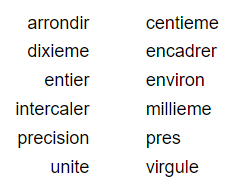 arrondir centieme
dixieme encadrer
entier environ
intercaler millieme
precision pres
unite virgule